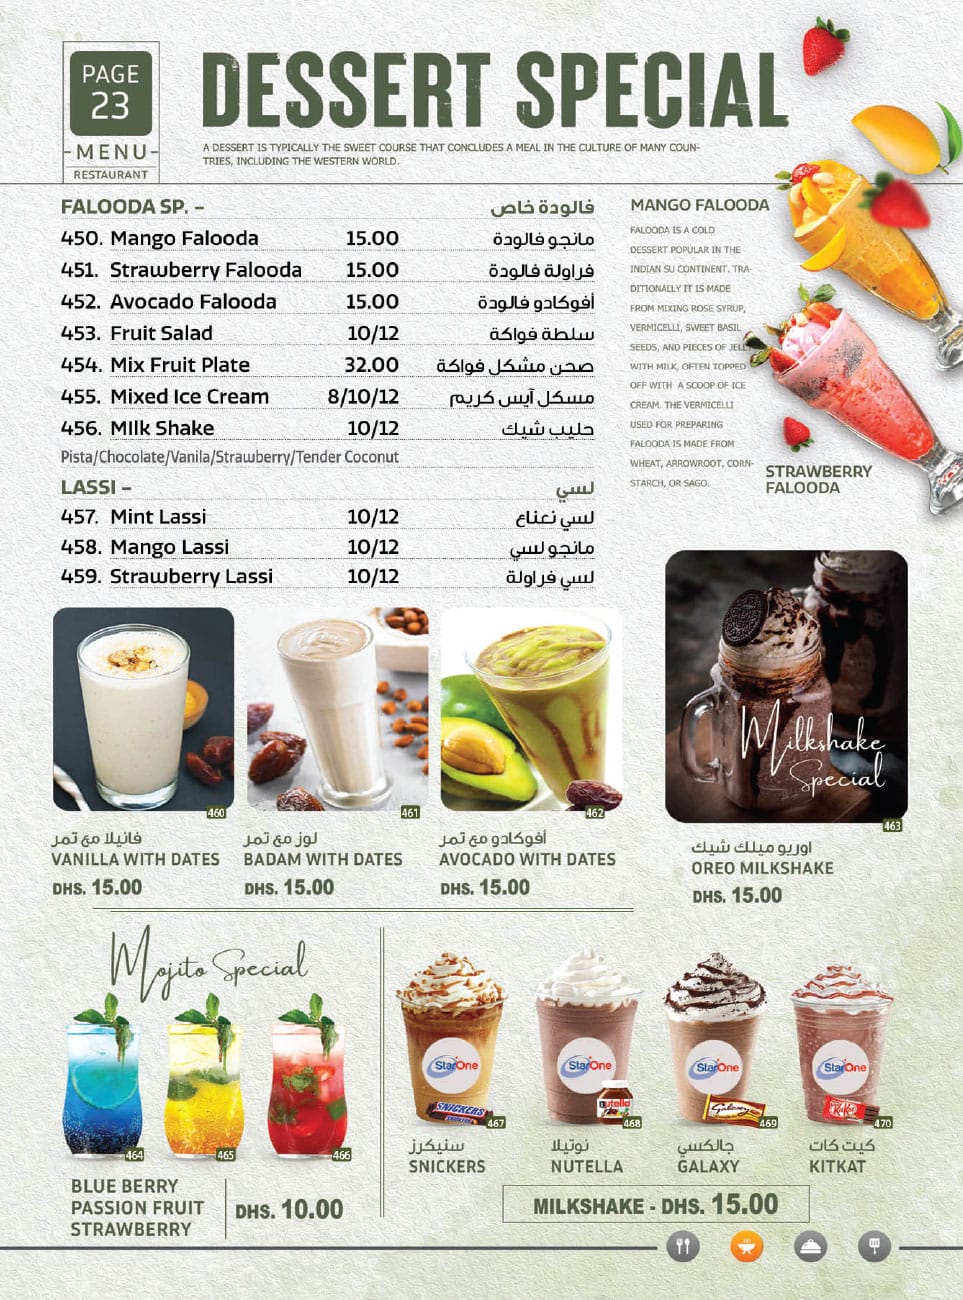 PAGE
23
MENU
RESTAURANT
DESSERT SPECIAL
A DESSERT IS TYPICALLY THE SWEET COURSE THAT CONCLUDES A MEAL IN THE CULTURE OF MANY COUN-
TRIES, INCLUDING THE WESTERN WORLD.
FALOODA SP. – فالودة خاص
450. Mango Falooda 15.00 مانجو فالودة
451. Strawberry Falooda 15.00 فراولة فالودة
452. Avocado Falooda 15.00 أفوكادو فالودة
453. Fruit Salad 10/12 سلطة فواكة
454. Mix Fruit Plate 32.00 صحن مشكل فواكة
455. Mixed Ice Cream 8/10/12 مسكل آيس كريم
456. MIlk Shake 10/12 حليب شيك
Pista/Chocolate/Vanila/Strawberry/Tender Coconut
LASSI – لسي
457. Mint Lassi 10/12 لسي نعناع
458. Mango Lassi 10/12 مانجو لسي
459. Strawberry Lassi 10/12 لسي فراولة
MANGO FALOODA
FALOODA IS A COLD
DESSERT POPULAR IN THE
INDIAN SU CONTINENT. TRA-
DITIONALLY IT IS MADE
FROM MIXING ROSE SYRUP,
VERMICELLI, SWEET BASIL
SEEDS, AND PIECES OF JELL
WITH MILK, OFTEN TOPPED
OFF WITH A SCOOP OF ICE
CREAM. THE VERMICELLI
USED FOR PREPARING
FALOODA IS MADE FROM
WHEAT, ARROWROOT, CORN-
STARCH, OR SAGO.
STRAWBERRY
FALOODA
460
فانيلا مع تمر
VANILLA WITH DATES
DHS. 15.00
461
لوز مع تمر
BADAM WITH DATES
DHS. 15.00
462
أفوكادو مع تمر
AVOCADO WITH DATES
DHS. 15.00
Milkshake
Special
463
اوريو ميلك شيك
OREO MILKSHAKE
DHS. 15.00
Mojito Special
464
465
466
BLUE BERRY
PASSION FRUIT
STRAWBERRY
DHS. 10.00
StarOne
SNICKERS
467
سنيكرز
SNICKERS
StarOne
nutella
468
نوتيلا
NUTELLA
StarOne
Galaxy
469
جالكسي
GALAXY
StarOne
KitKat
470
كيت كات
KITKAT
MILKSHAKE - DHS. 15.00